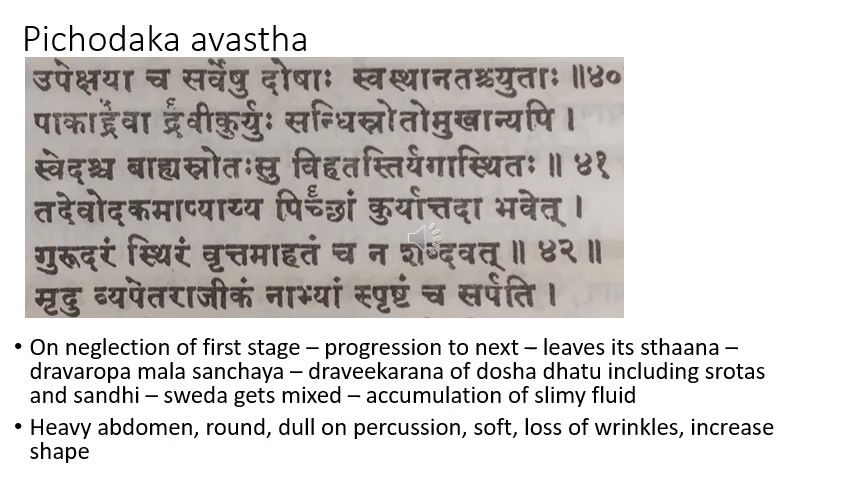 Pichodaka avastha
उपेक्षया च सर्वेषु दोषाः स्वस्थानतश्च्युताः ॥४०
पाकाद्द्रवा द्रवीकुर्युः सन्धिस्रोतोमुखान्यपि ।
स्वेदश्च बाह्यस्रोतःसु विहतस्तिर्यगास्थितः ॥ ४१
तदेवोदकमाप्याय्य पिच्छां कुर्यात्तदा भवेत् ।
गुरूदरं स्थिरं वृत्तमाहतं च न शब्दवत् ॥ ४२ ॥
मृदु व्यपेतराजीकं नाभ्यां स्पृष्टं च सर्पति ।
• On neglection of first stage – progression to next – leaves its sthaana –
dravaropa mala sanchaya – draveekarana of dosha dhatu including srotas
and sandhi – sweda gets mixed – accumulation of slimy fluid
• Heavy abdomen, round, dull on percussion, soft, loss of wrinkles, increase
shape